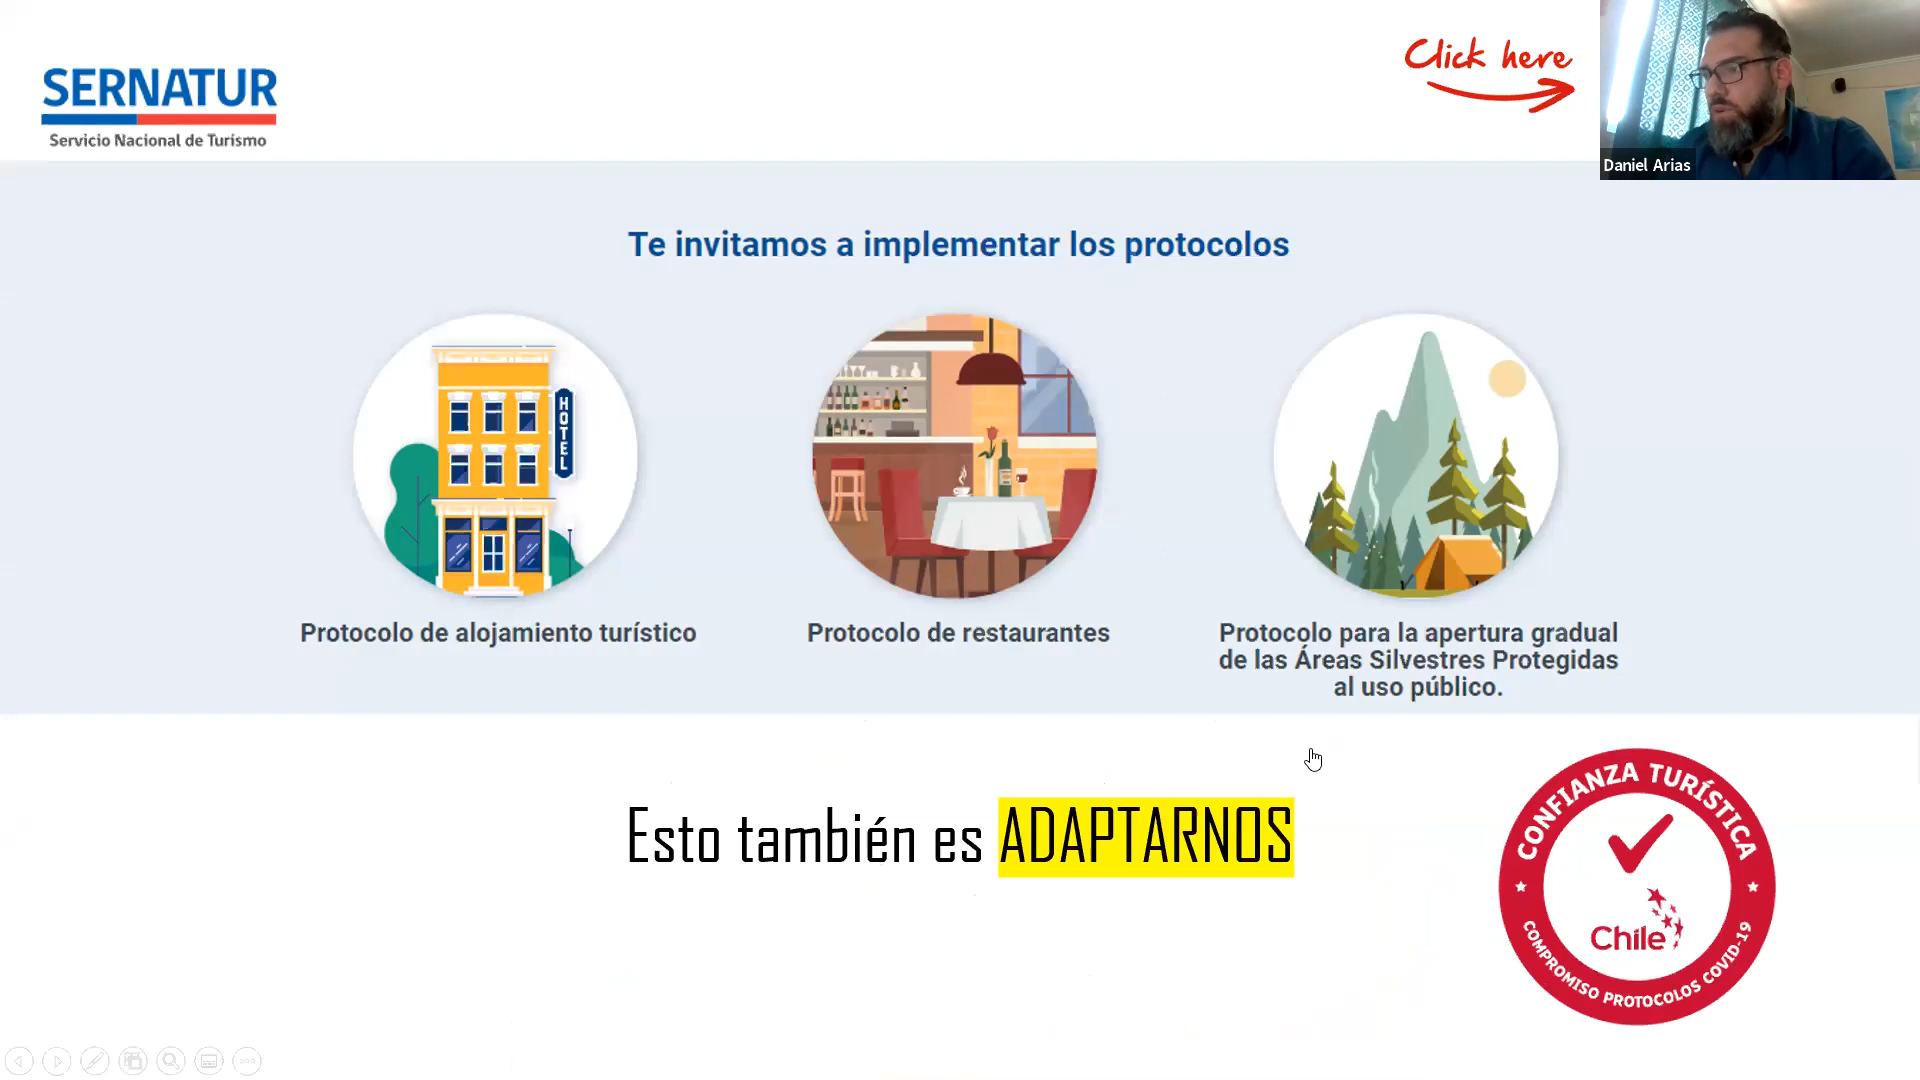 SERNATUR
Servicio Nacional de Turismo
Click here
Daniel Arias
Te invitamos a implementar los protocolos
HOTEL
Protocolo de alojamiento turístico
Protocolo de restaurantes
Protocolo para la apertura gradual
de las Áreas Silvestres Protegidas
al uso público.
Esto también es ADAPTARNOS
CONFIANZA TURÍSTICA
Chile
COMPROMISO PROTOCOLOS COVID-19